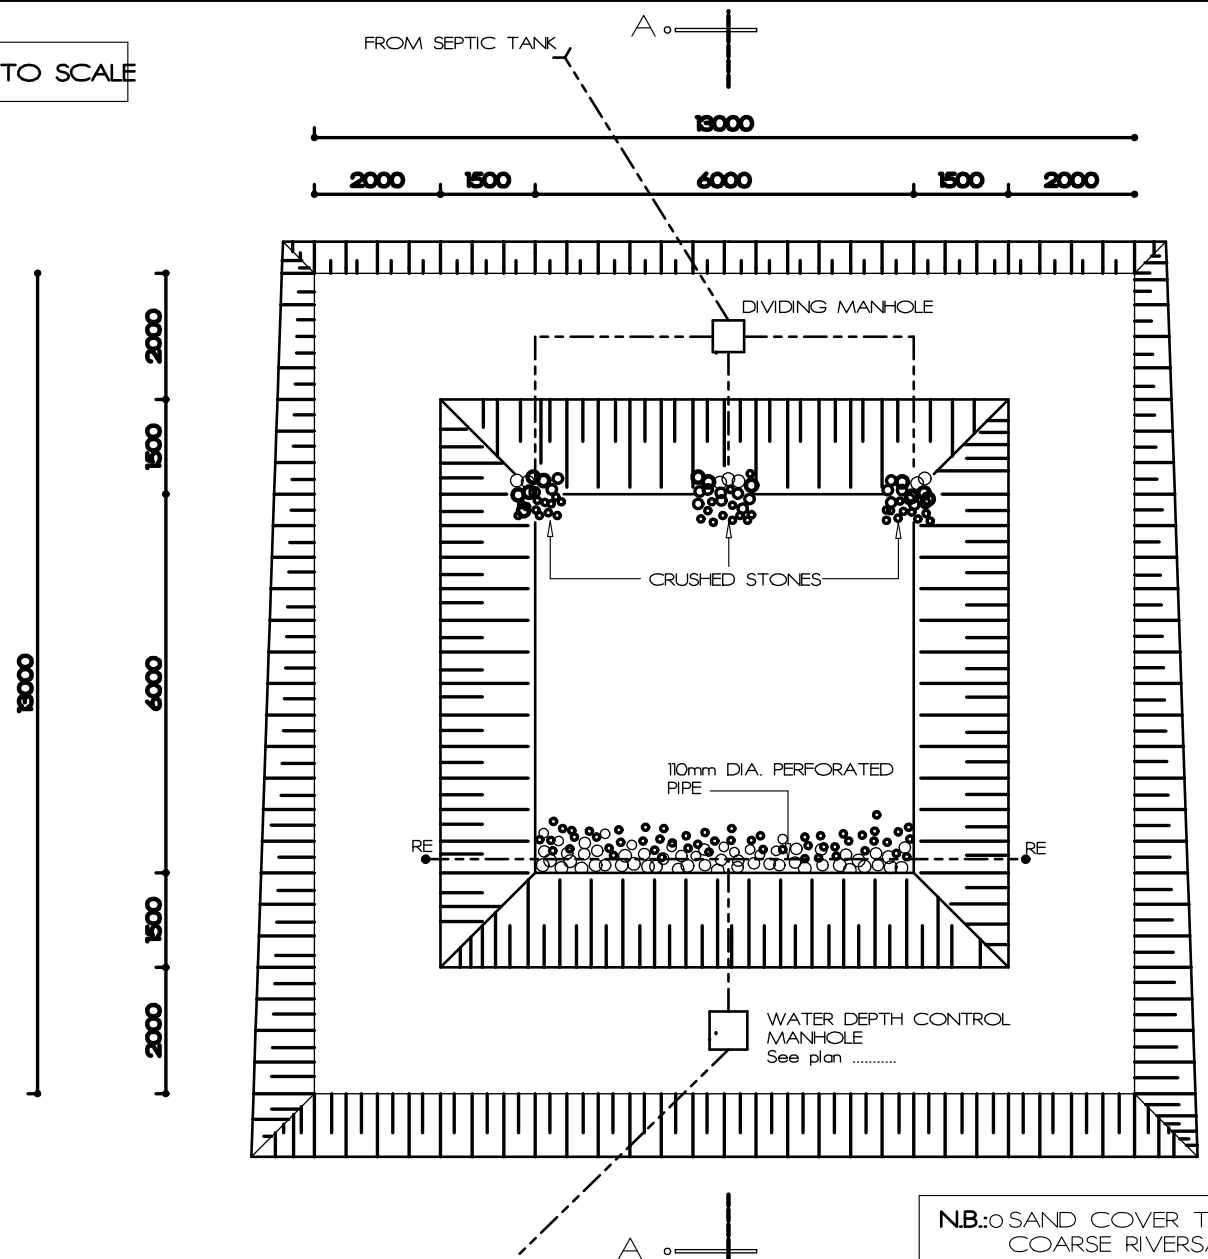 A
FROM SEPTIC TANK
TO SCALE
13000
2000 1500 6000 1500 2000
DIVIDING MANHOLE
2000
1500
CRUSHED STONES
13000
6000
110mm DIA. PERFORATED
PIPE
RE
RE
1500
2000
WATER DEPTH CONTROL
MANHOLE
See plan ...........
N.B.:o SAND COVER T
COARSE RIVERSA
A